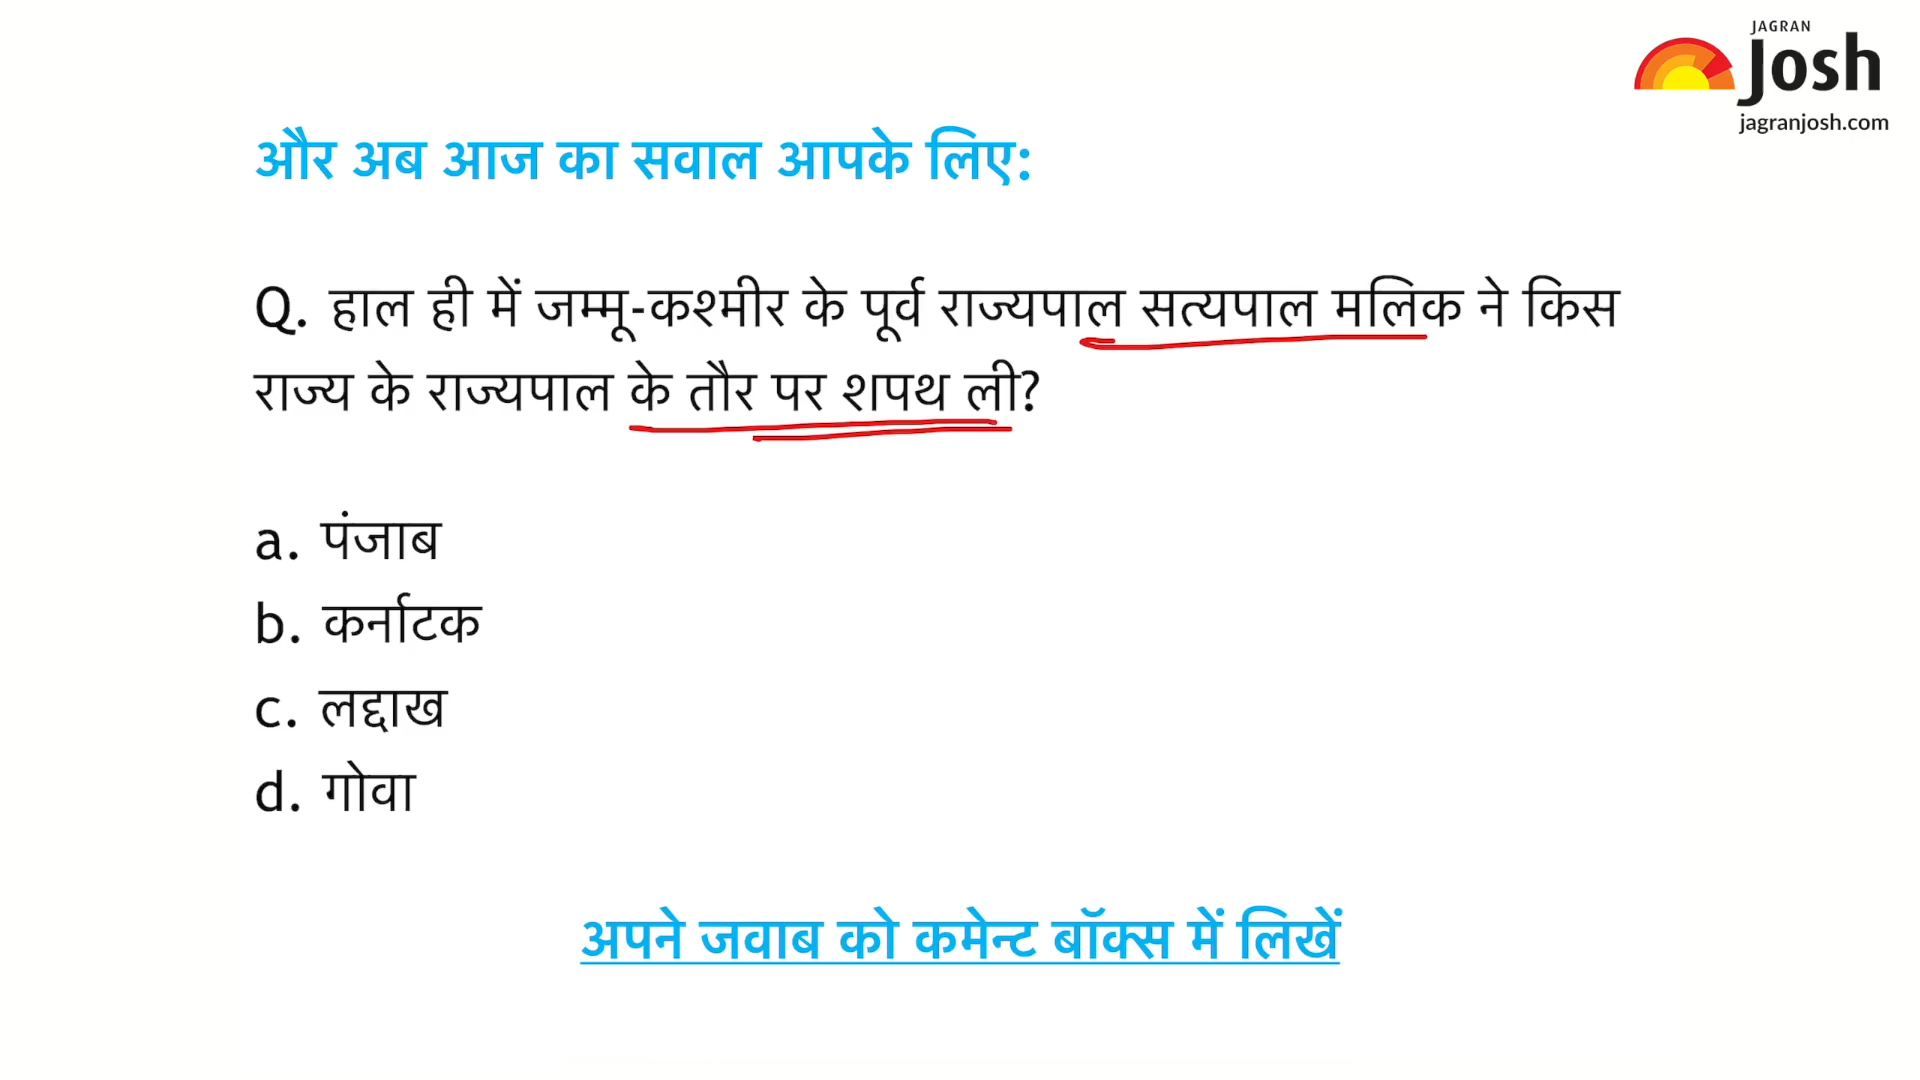 JAGRAN
Josh
jagranjosh.com
और अब आज का सवाल आपके लिए:
Q. हाल ही में जम्मू-कश्मीर के पूर्व राज्यपाल सत्यपाल मलिक ने किस
राज्य के राज्यपाल के तौर पर शपथ ली?
a. पंजाब
b. कर्नाटक
c. लद्दाख
d. गोवा
अपने जवाब को कमेन्ट बॉक्स में लिखें